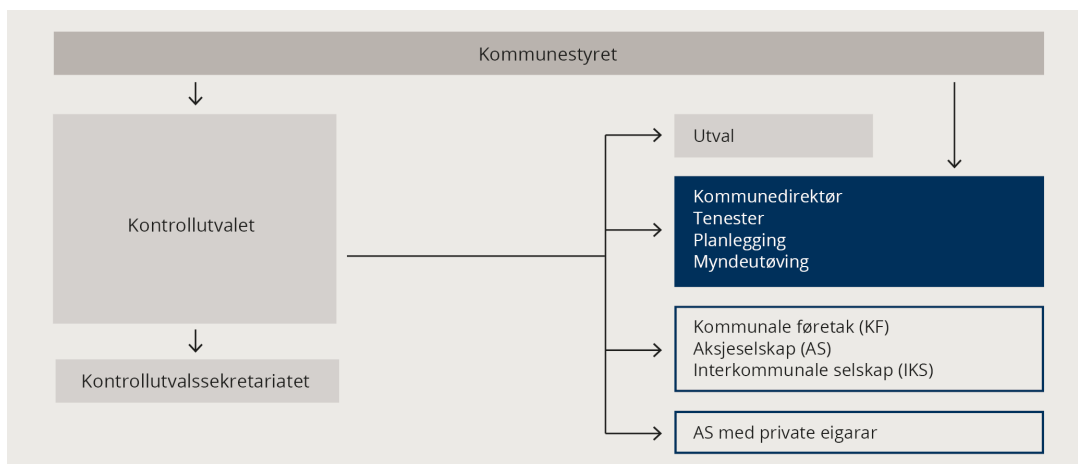 Kommunestyret
Kontrollutvalet
Kontrollutvalssekretariatet
Utval
Kommunedirektør
Tenester
Planlegging
Myndeutøving
Kommunale føretak (KF)
Aksjeselskap (AS)
Interkommunale selskap (IKS)
AS med private eigarar